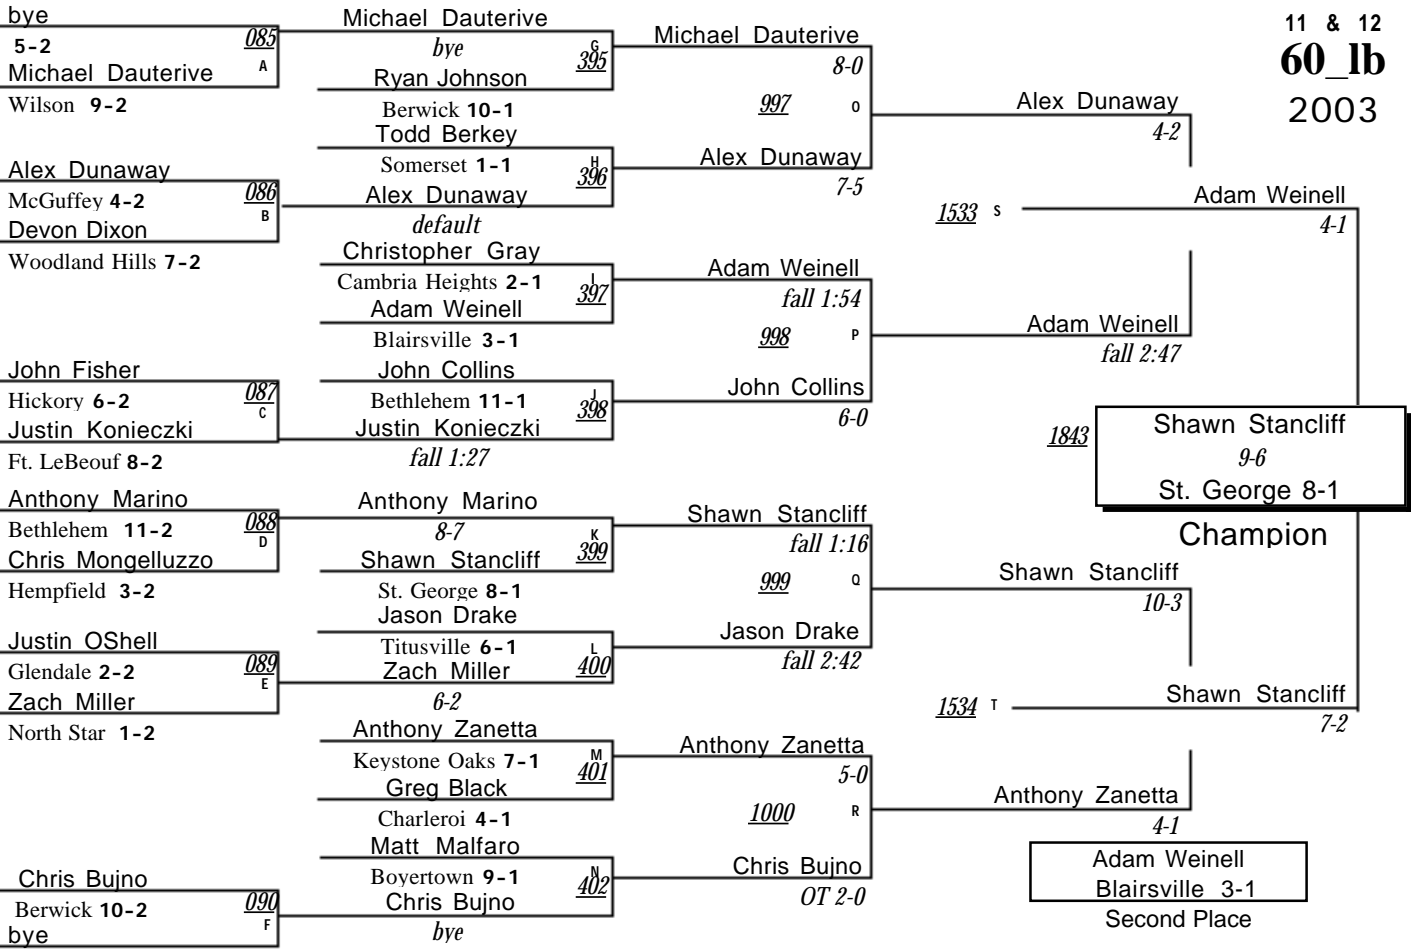 bye
5-2
085
A
Michael Dauterive
Wilson 9-2
Alex Dunaway
McGuffey 4-2
086
B
Devon Dixon
Woodland Hills 7-2
John Fisher
Hickory 6-2
087
C
Justin Konieczki
Ft. LeBeouf 8-2
Anthony Marino
Bethlehem 11-2
088
D
Chris Mongelluzzo
Hempfield 3-2
Justin OShell
Glendale 2-2
089
E
Zach Miller
North Star 1-2
Chris Bujno
Berwick 10-2
090
F
bye
Michael Dauterive
bye
G
395
Ryan Johnson
Berwick 10-1
Todd Berkey
Somerset 1-1
H
396
Alex Dunaway
default
Christopher Gray
Cambria Heights 2-1
I
397
Adam Weinell
Blairsville 3-1
John Collins
Bethlehem 11-1
J
398
Justin Konieczki
fall 1:27
Anthony Marino
8-7
K
399
Shawn Stancliff
St. George 8-1
Jason Drake
Titusville 6-1
L
400
Zach Miller
6-2
Anthony Zanetta
Keystone Oaks 7-1
M
401
Greg Black
Charleroi 4-1
Matt Malfaro
Boyertown 9-1
N
402
Chris Bujno
bye
Michael Dauterive
8-0
997 O
Alex Dunaway
7-5
Adam Weinell
fall 1:54
998 P
John Collins
6-0
Shawn Stancliff
fall 1:16
999 Q
Jason Drake
fall 2:42
Anthony Zanetta
5-0
1000 R
Chris Bujno
OT 2-0
Alex Dunaway
4-2
1533 S
Adam Weinell
fall 2:47
Shawn Stancliff
10-3
1534 T
Anthony Zanetta
4-1
11 & 12
60_lb
2003
Adam Weinell
4-1
1843
Shawn Stancliff
9-6
St. George 8-1
Champion
Shawn Stancliff
7-2
Adam Weinell
Blairsville 3-1
Second Place